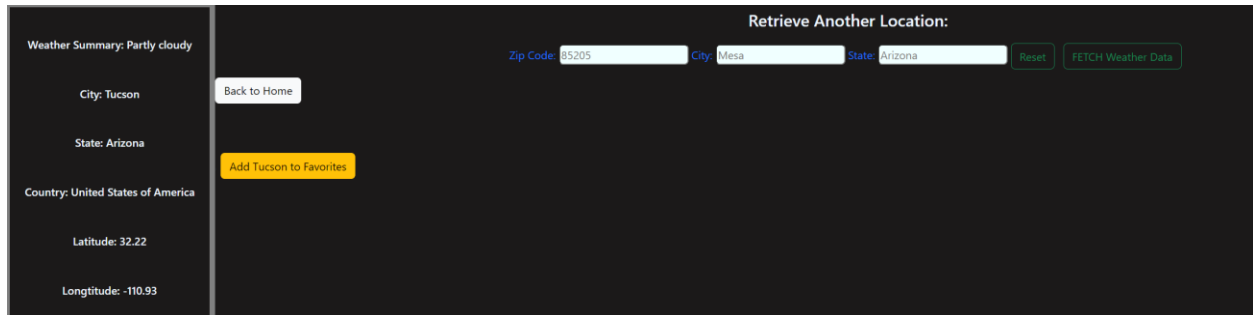 Weather Summary: Partly cloudy
City: Tucson
State: Arizona
Country: United States of America
Latitude: 32.22
Longtitude: -110.93
Retrieve Another Location:
Zip Code: 85205 City: Mesa State: Arizona Reset FETCH Weather Data
Back to Home
Add Tucson to Favorites